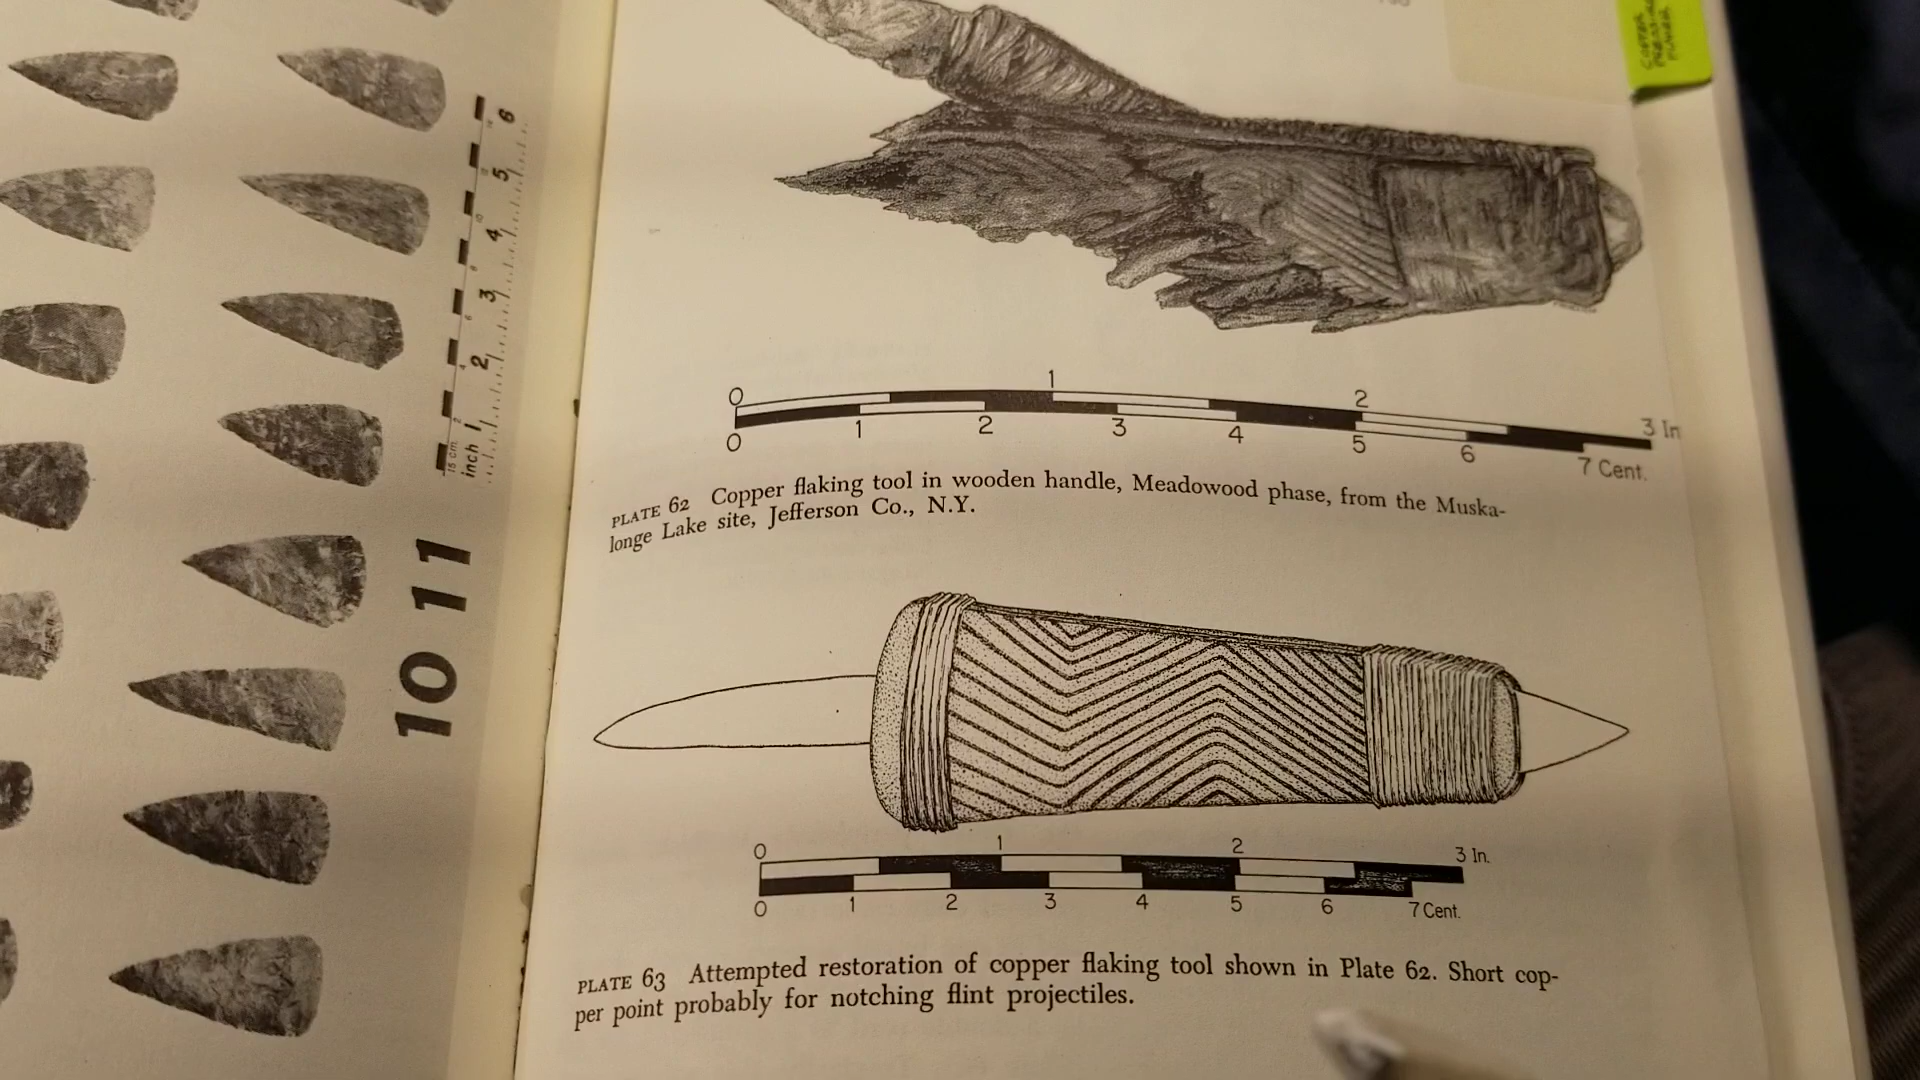 COPPER
6
5
4
3
2
1
inch
10 11
0 1 2 3 In
0 1 2 3 4 5 6 7 Cent.
PLATE 62 Copper flaking tool in wooden handle, Meadowood phase, from the Muska-
longe Lake site, Jefferson Co., N.Y.
0 1 2 3 In.
0 1 2 3 4 5 6 7 Cent.
PLATE 63 Attempted restoration of copper flaking tool shown in Plate 62. Short cop-
per point probably for notching flint projectiles.